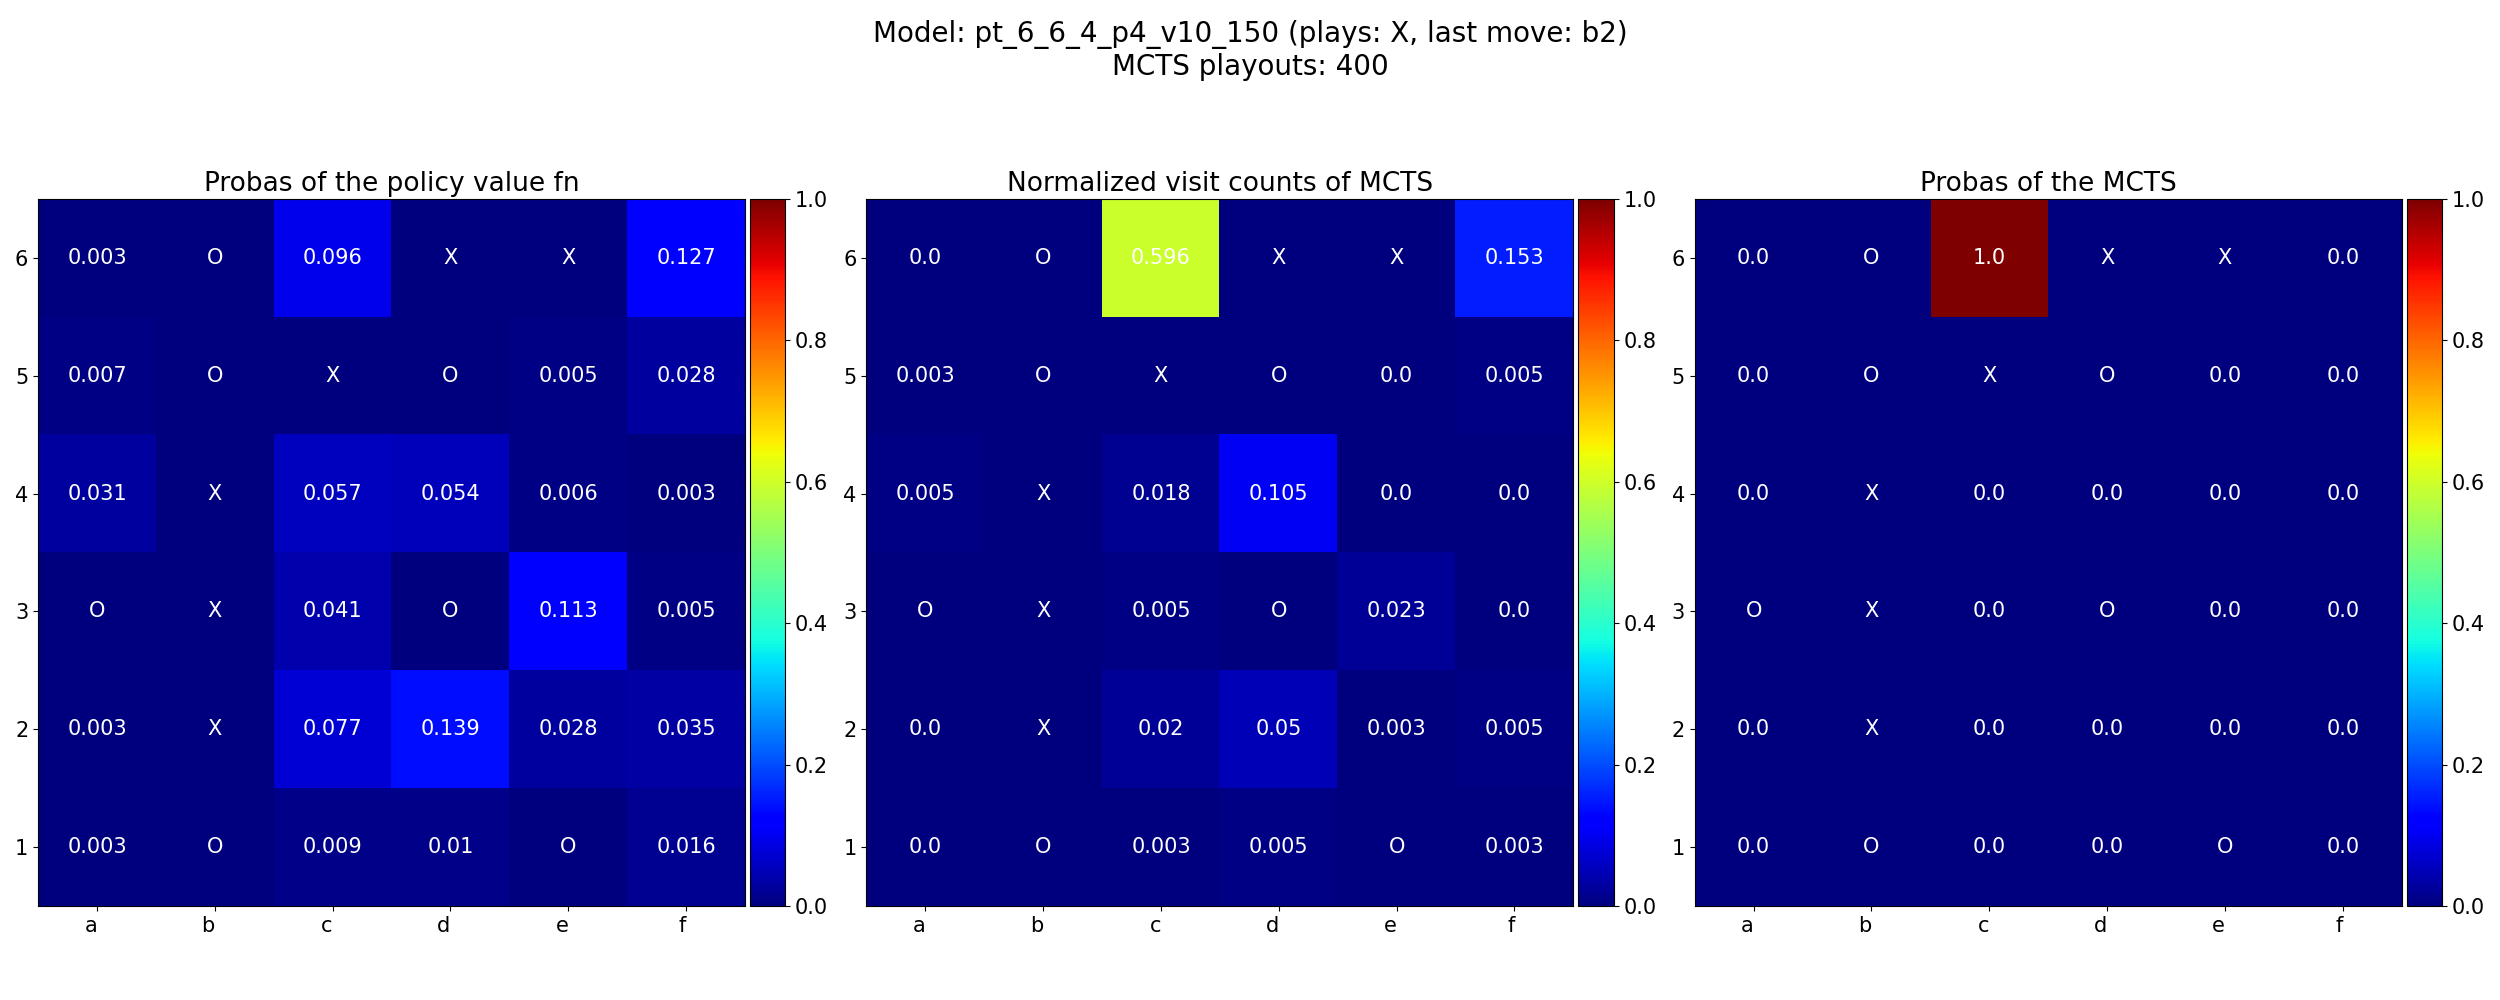 Model: pt_6_6_4_p4_v10_150 (plays: X, last move: b2)
MCTS playouts: 400
Probas of the policy value fn
6 0.003 O 0.096 X X 0.127
5 0.007 O X O 0.005 0.028
4 0.031 X 0.057 0.054 0.006 0.003
3 O X 0.041 O 0.113 0.005
2 0.003 X 0.077 0.139 0.028 0.035
1 0.003 O 0.009 0.01 O 0.016
a b c d e f
1.0
0.8
0.6
0.4
0.2
0.0
Normalized visit counts of MCTS
6 0.0 O 0.596 X X 0.153
5 0.003 O X O 0.0 0.005
4 0.005 X 0.018 0.105 0.0 0.0
3 O X 0.005 O 0.023 0.0
2 0.0 X 0.02 0.05 0.003 0.005
1 0.0 O 0.003 0.005 O 0.003
a b c d e f
1.0
0.8
0.6
0.4
0.2
0.0
Probas of the MCTS
6 0.0 O 1.0 X X 0.0
5 0.0 O X O 0.0 0.0
4 0.0 X 0.0 0.0 0.0 0.0
3 O X 0.0 O 0.0 0.0
2 0.0 X 0.0 0.0 0.0 0.0
1 0.0 O 0.0 0.0 O 0.0
a b c d e f
1.0
0.8
0.6
0.4
0.2
0.0